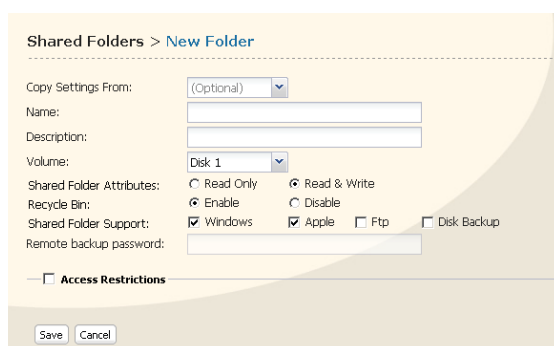 Shared Folders > New Folder
Copy Settings From: (Optional)
Name:
Description:
Volume: Disk 1
Shared Folder Attributes: Read Only Read & Write
Recycle Bin: Enable Disable
Shared Folder Support: Windows Apple Ftp Disk Backup
Remote backup password:
Access Restrictions
Save Cancel